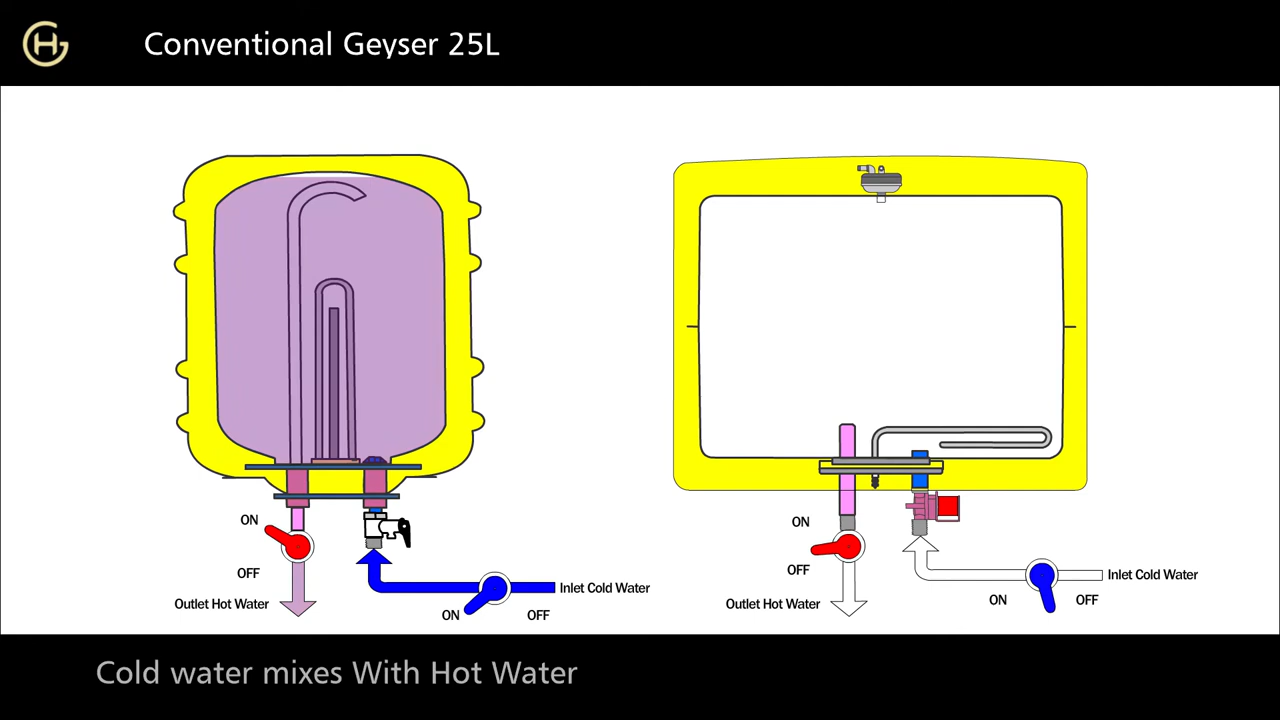 GH
Conventional Geyser 25L
ON
OFF
Outlet Hot Water
Inlet Cold Water
ON
OFF
ON
OFF
Outlet Hot Water
Inlet Cold Water
ON
OFF
Cold water mixes With Hot Water